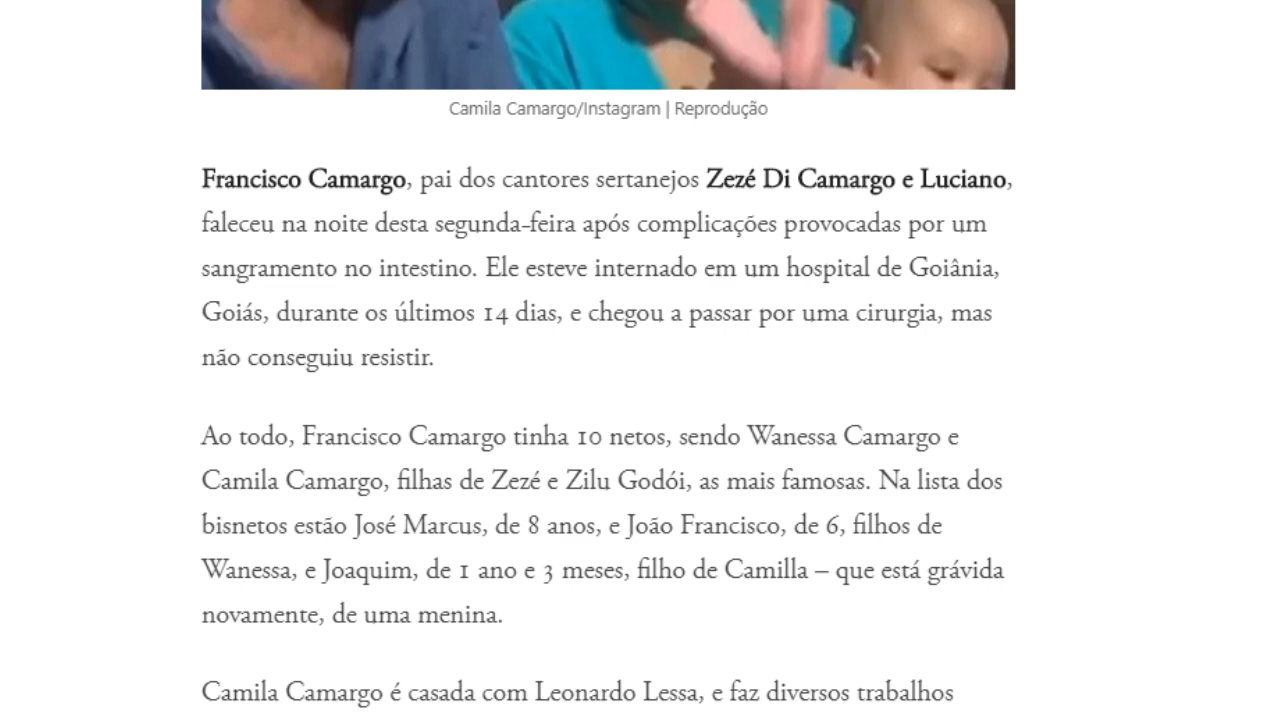 Camila Camargo/Instagram | Reprodução
Francisco Camargo, pai dos cantores sertanejos Zezé Di Camargo e Luciano,
faleceu na noite desta segunda-feira após complicações provocadas por um
sangramento no intestino. Ele esteve internado em um hospital de Goiânia,
Goiás, durante os últimos 14 dias, e chegou a passar por uma cirurgia, mas
não conseguiu resistir.
Ao todo, Francisco Camargo tinha 10 netos, sendo Wanessa Camargo e
Camila Camargo, filhas de Zezé e Zilu Godói, as mais famosas. Na lista dos
bisnetos estão José Marcus, de 8 anos, e João Francisco, de 6, filhos de
Wanessa, e Joaquim, de 1 ano e 3 meses, filho de Camilla – que está grávida
novamente, de uma menina.
Camila Camargo é casada com Leonardo Lessa, e faz diversos trabalhos